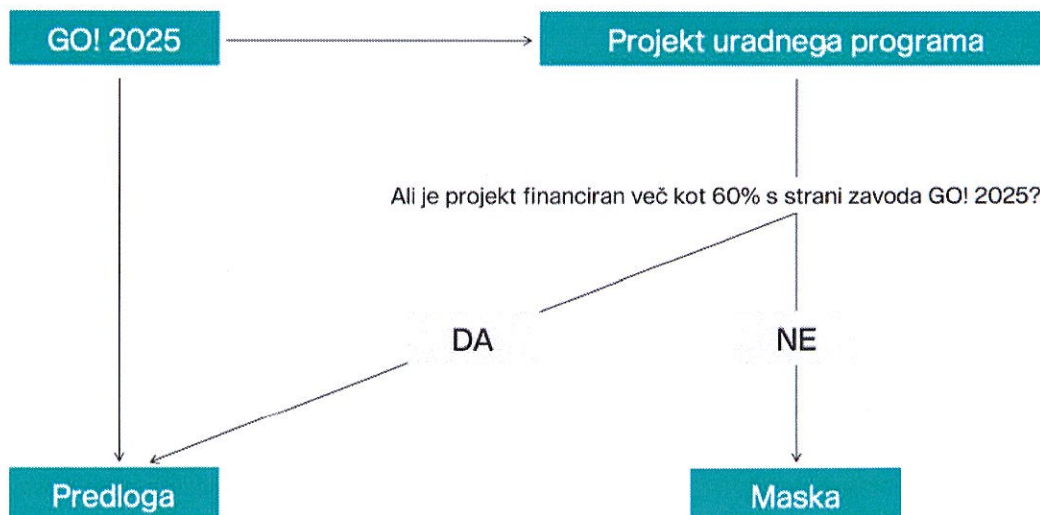 GO! 2025
Projekt uradnega programa
Ali je projekt financiran več kot 60% s strani zavoda GO! 2025?
DA
NE
Predloga
Maska